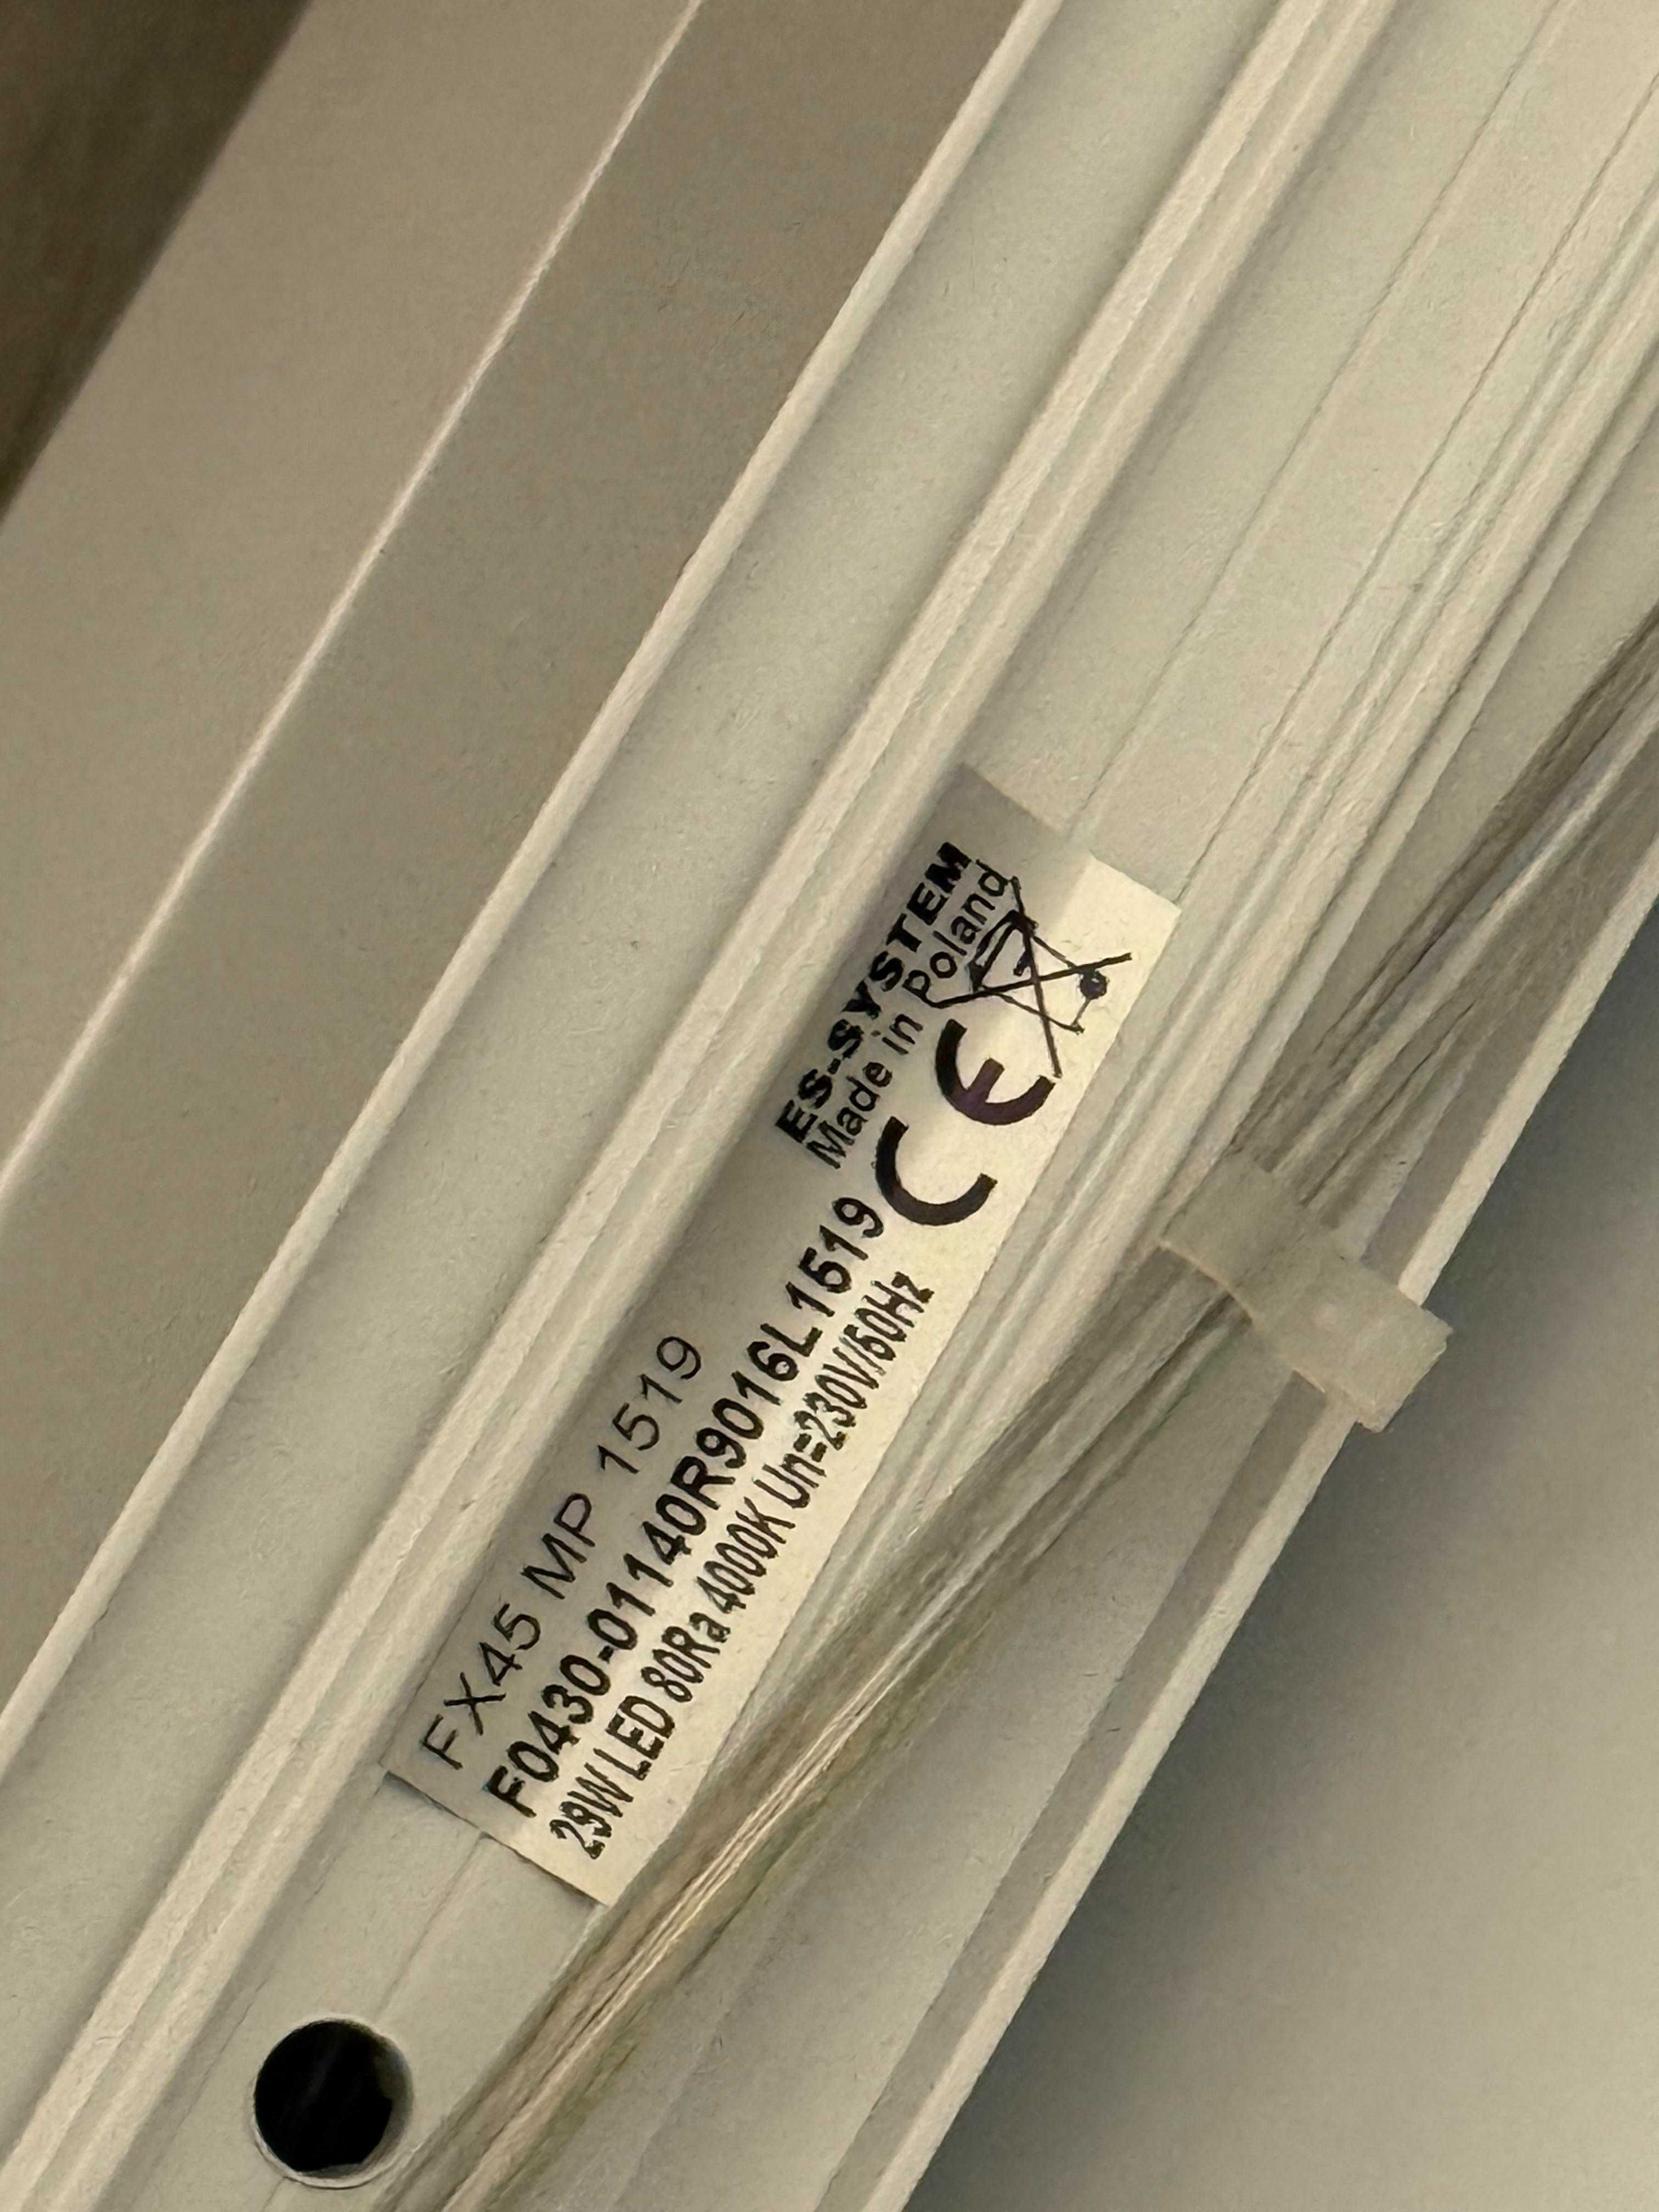 FX45 MP 1519
F0430-01140R9016L1519
29W LED 80Ra 4000K Un=230V/50Hz
ES-SYSTEM
Made in Poland
CE